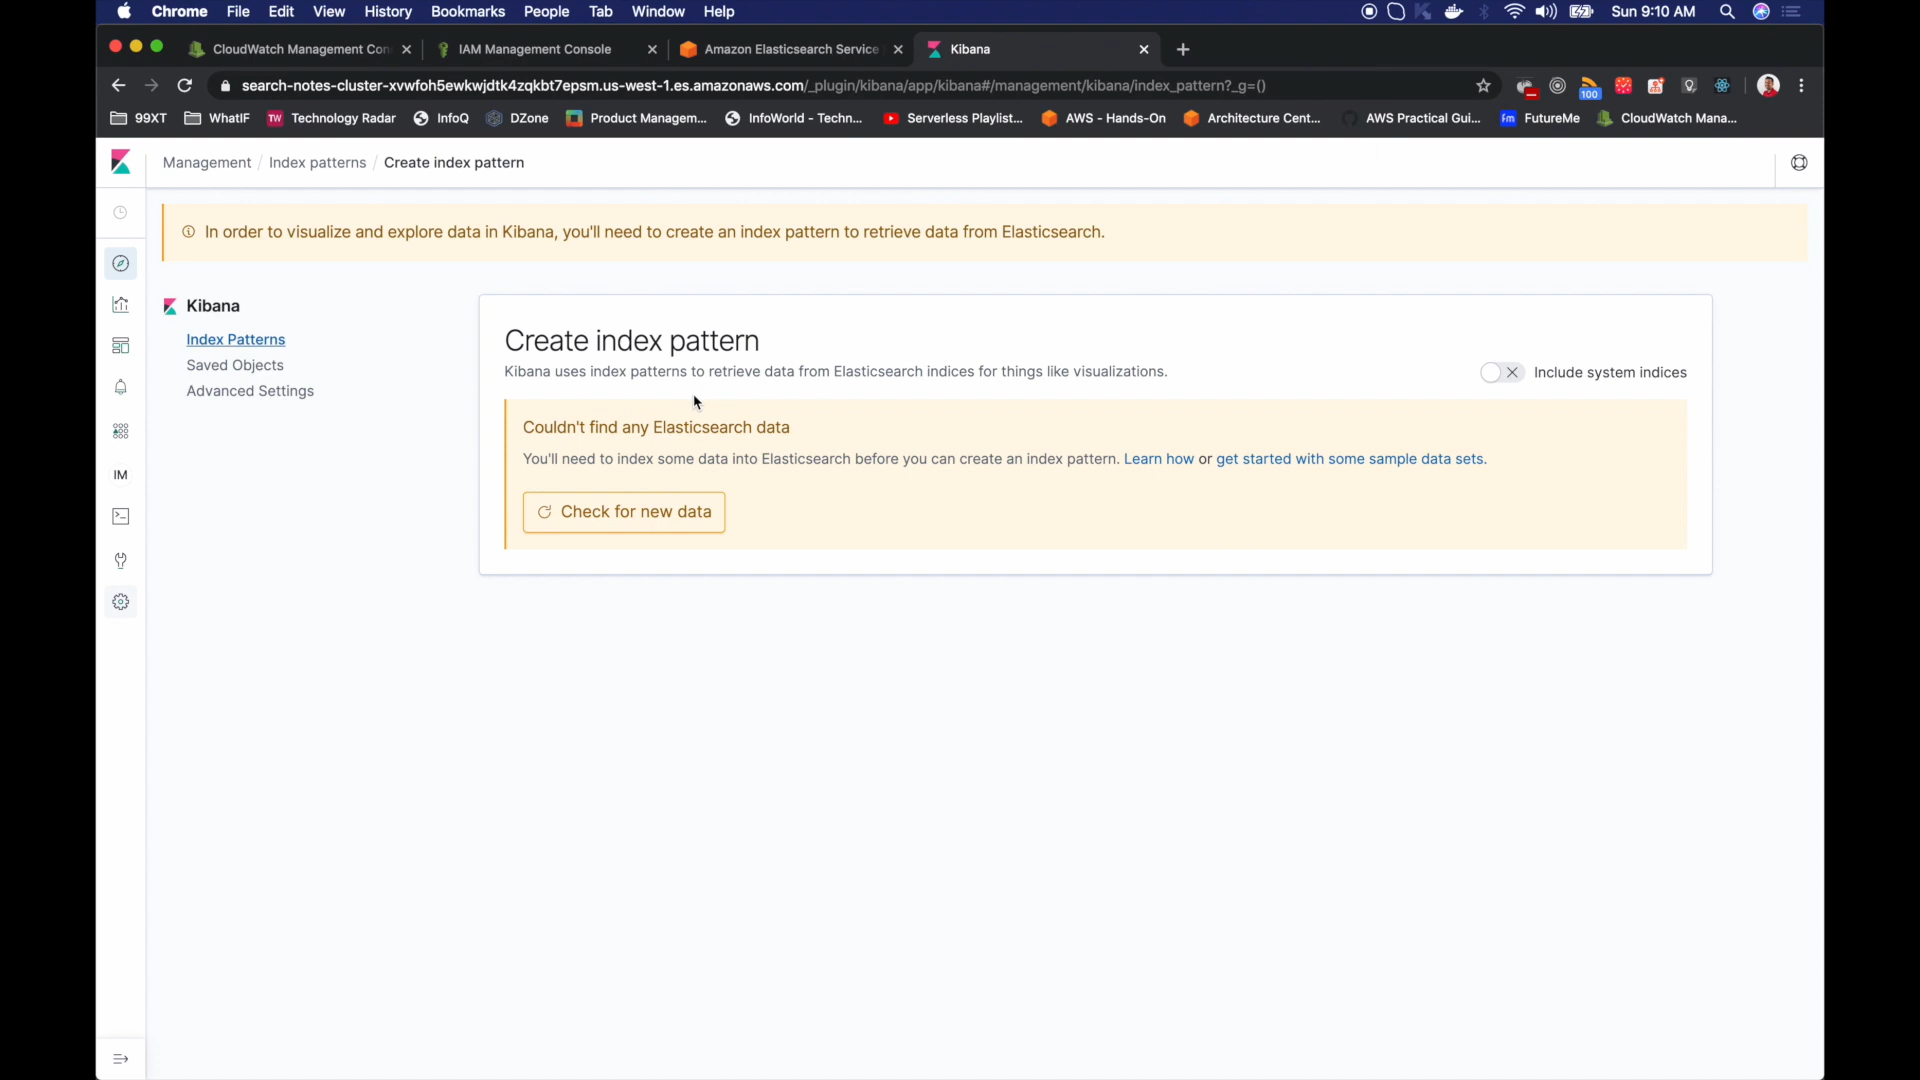 Chrome File Edit View History Bookmarks People Tab Window Help Sun 9:10 AM
CloudWatch Management Con IAM Management Console Amazon Elasticsearch Service Kibana
search-notes-cluster-xvwfoh5ewkwjdtk4zqkbt7epsm.us-west-1.es.amazonaws.com/_plugin/kibana/app/kibana#/management/kibana/index_pattern?_g=() 100
99XT WhatIF TW Technology Radar InfoQ DZone Product Managem... InfoWorld - Techn... Serverless Playlist... AWS - Hands-On Architecture Cent... AWS Practical Gui... Fm FutureMe CloudWatch Mana...
Management / Index patterns / Create index pattern
In order to visualize and explore data in Kibana, you'll need to create an index pattern to retrieve data from Elasticsearch.
Kibana
Index Patterns
Saved Objects
Advanced Settings
IM
Create index pattern
Kibana uses index patterns to retrieve data from Elasticsearch indices for things like visualizations.
Include system indices
Couldn't find any Elasticsearch data
You'll need to index some data into Elasticsearch before you can create an index pattern. Learn how or get started with some sample data sets.
Check for new data